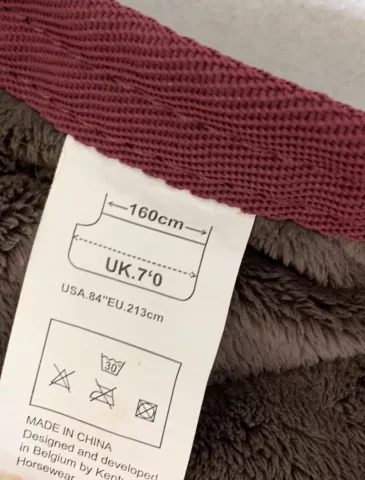 160cm
UK.7'0
USA.84"EU.213cm
30°
MADE IN CHINA
Designed and developed
in Belgium by
Horsewear